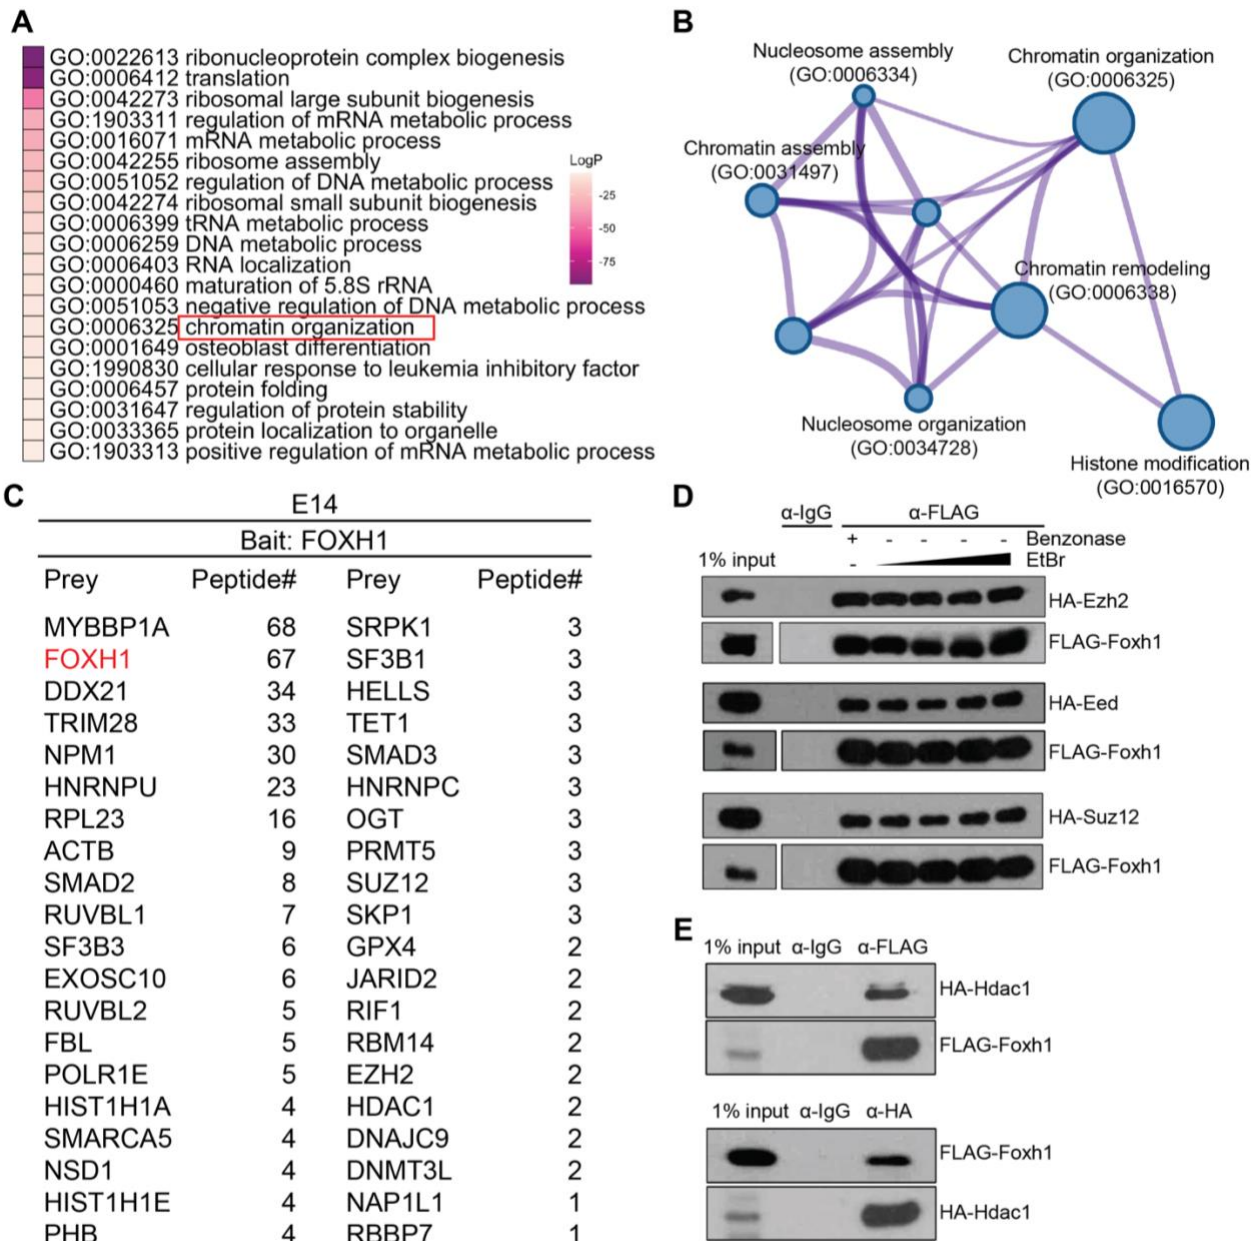 A
GO:0022613 ribonucleoprotein complex biogenesis
GO:0006412 translation
GO:0042273 ribosomal large subunit biogenesis
GO:1903311 regulation of mRNA metabolic process
GO:0016071 mRNA metabolic process
GO:0042255 ribosome assembly
GO:0051052 regulation of DNA metabolic process
GO:0042274 ribosomal small subunit biogenesis
GO:0006399 tRNA metabolic process
GO:0006259 DNA metabolic process
GO:0006403 RNA localization
GO:0000460 maturation of 5.8S rRNA
GO:0051053 negative regulation of DNA metabolic process
GO:0006325 chromatin organization
GO:0001649 osteoblast differentiation
GO:1990830 cellular response to leukemia inhibitory factor
GO:0006457 protein folding
GO:0031647 regulation of protein stability
GO:0033365 protein localization to organelle
GO:1903313 positive regulation of mRNA metabolic process
LogP
-25
-50
-75
B
Nucleosome assembly
(GO:0006334)
Chromatin organization
(GO:0006325)
Chromatin assembly
(GO:0031497)
Chromatin remodeling
(GO:0006338)
Nucleosome organization
(GO:0034728)
Histone modification
(GO:0016570)
C
E14
Bait: FOXH1
Prey Peptide# Prey Peptide#
MYBBP1A 68 SRPK1 3
FOXH1 67 SF3B1 3
DDX21 34 HELLS 3
TRIM28 33 TET1 3
NPM1 30 SMAD3 3
HNRNPU 23 HNRNPC 3
RPL23 16 OGT 3
ACTB 9 PRMT5 3
SMAD2 8 SUZ12 3
RUVBL1 7 SKP1 3
SF3B3 6 GPX4 2
EXOSC10 6 JARID2 2
RUVBL2 5 RIF1 2
FBL 5 RBM14 2
POLR1E 5 EZH2 2
HIST1H1A 4 HDAC1 2
SMARCA5 4 DNAJC9 2
NSD1 4 DNMT3L 2
HIST1H1E 4 NAP1L1 1
PHB 4 RBBP7 1
D
α-IgG α-FLAG
+ - - - - Benzonase
1% input - EtBr
HA-Ezh2
FLAG-Foxh1
HA-Eed
FLAG-Foxh1
HA-Suz12
FLAG-Foxh1
E
1% input α-IgG α-FLAG
HA-Hdac1
FLAG-Foxh1
1% input α-IgG α-HA
FLAG-Foxh1
HA-Hdac1